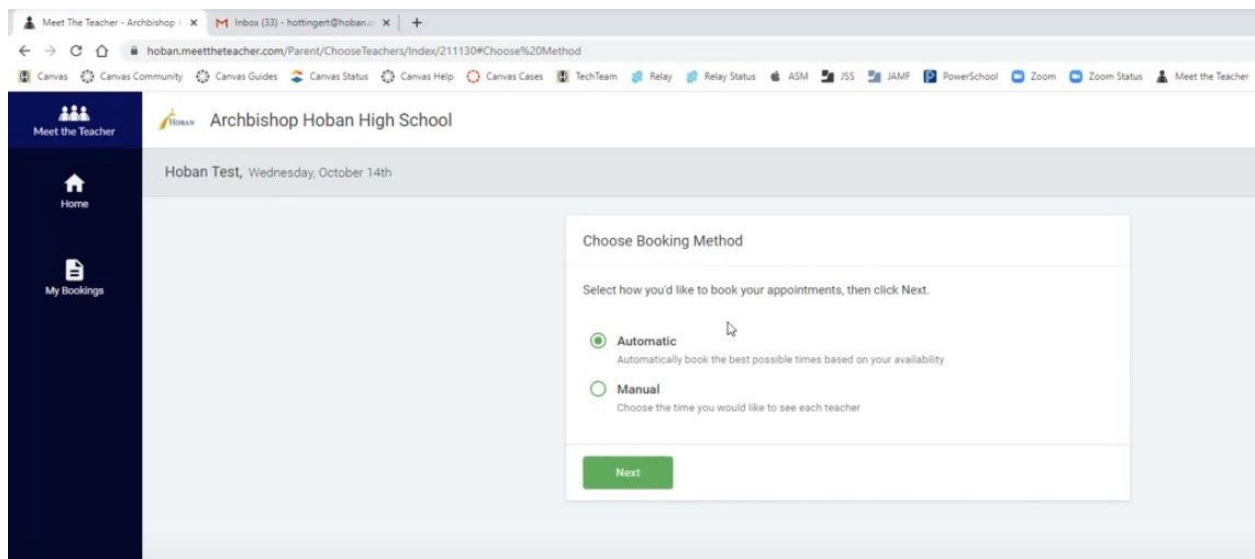 Meet The Teacher - Archbishop
Inbox (33) - hottingert@hoban.c
hoban.meettheteacher.com/Parent/ChooseTeachers/Index/211130#Choose%20Method
Canvas Canvas Community Canvas Guides Canvas Status Canvas Help Canvas Cases TechTeam Relay Relay Status ASM JSS JAMF PowerSchool Zoom Zoom Status Meet the Teacher
Meet the Teacher
HOBAN Archbishop Hoban High School
Hoban Test, Wednesday, October 14th
Home
My Bookings
Choose Booking Method
Select how you'd like to book your appointments, then click Next.
Automatic
Automatically book the best possible times based on your availability
Manual
Choose the time you would like to see each teacher
Next